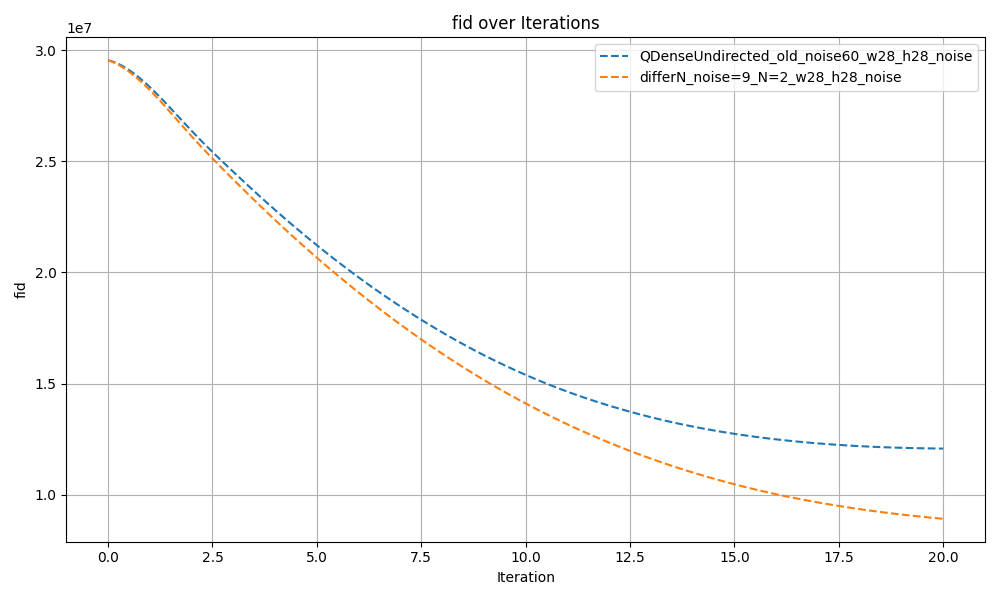 fid over Iterations
1e7
QDenseUndirected_old_noise60_w28_h28_noise
differN_noise=9_N=2_w28_h28_noise
3.0
2.5
2.0
1.5
1.0
fid
0.0 2.5 5.0 7.5 10.0 12.5 15.0 17.5 20.0
Iteration